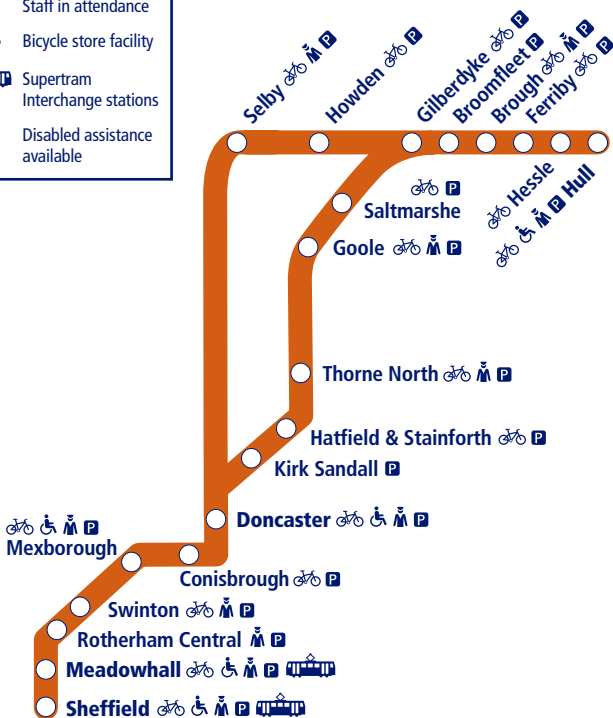 Staff in attendance
Bicycle store facility
Supertram
Interchange stations
Disabled assistance
available
Selby P
Howden P
Gilberdyke P
Broomfleet P
Brough P
Ferriby P
Hessle
P Hull
P
Saltmarshe
Goole P
Thorne North P
Hatfield & Stainforth P
Kirk Sandall P
Doncaster P
P
Mexborough
Conisbrough P
Swinton P
Rotherham Central P
Meadowhall P
Sheffield P